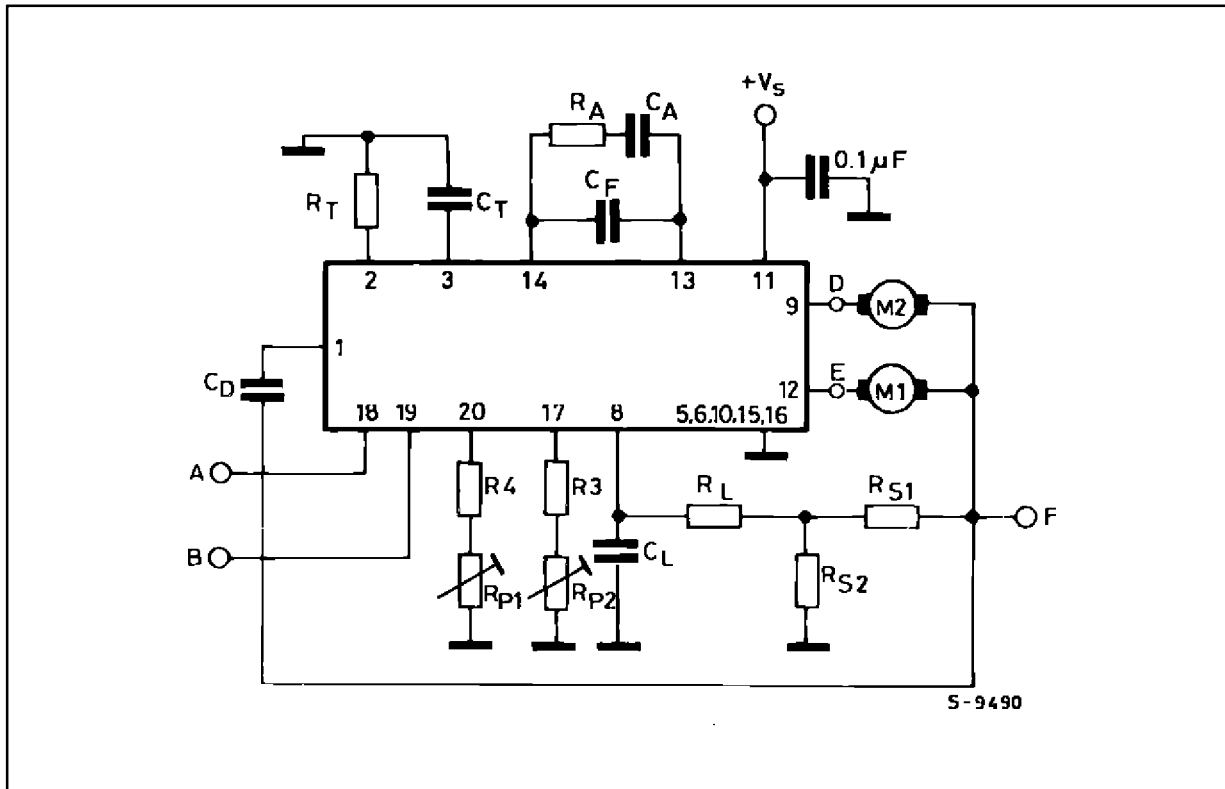 +Vs
RA CA
0.1µF
CF
RT CT
2 3 14 13 11
9 D M2
1
CD
12 E M1
18 19 20 17 8 5,6,10,15,16
A
R4 R3 RL RS1
F
B
RP1 RP2 CL RS2
S-9490